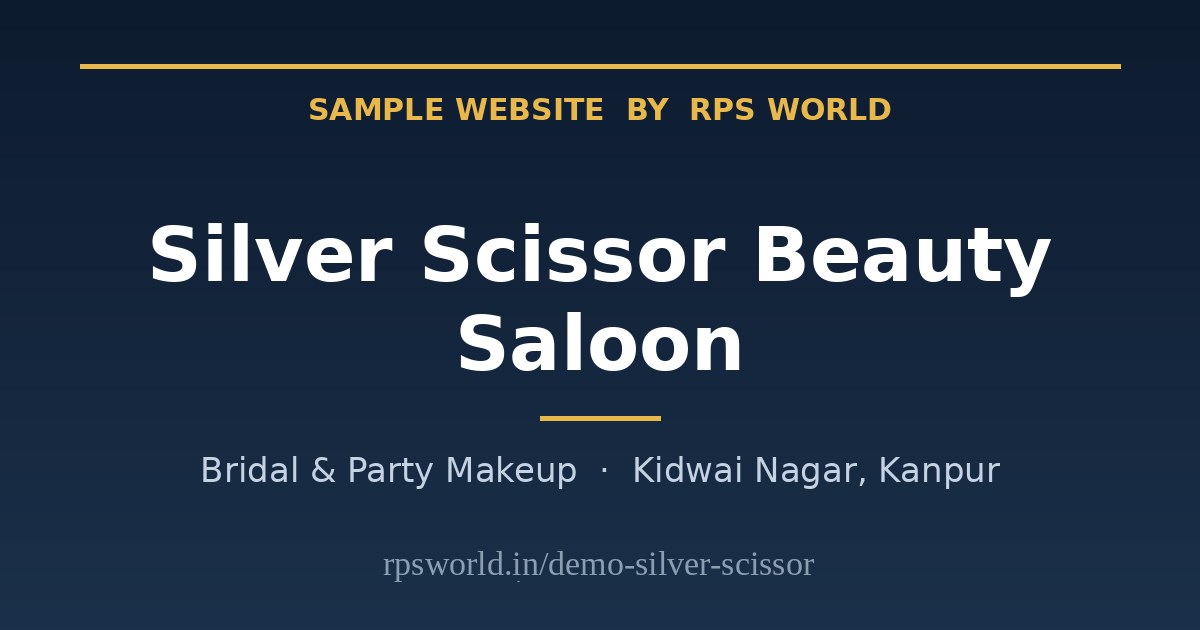 SAMPLE WEBSITE BY RPS WORLD
Silver Scissor Beauty
Saloon
Bridal & Party Makeup · Kidwai Nagar, Kanpur
rpsworld.in/demo-silver-scissor